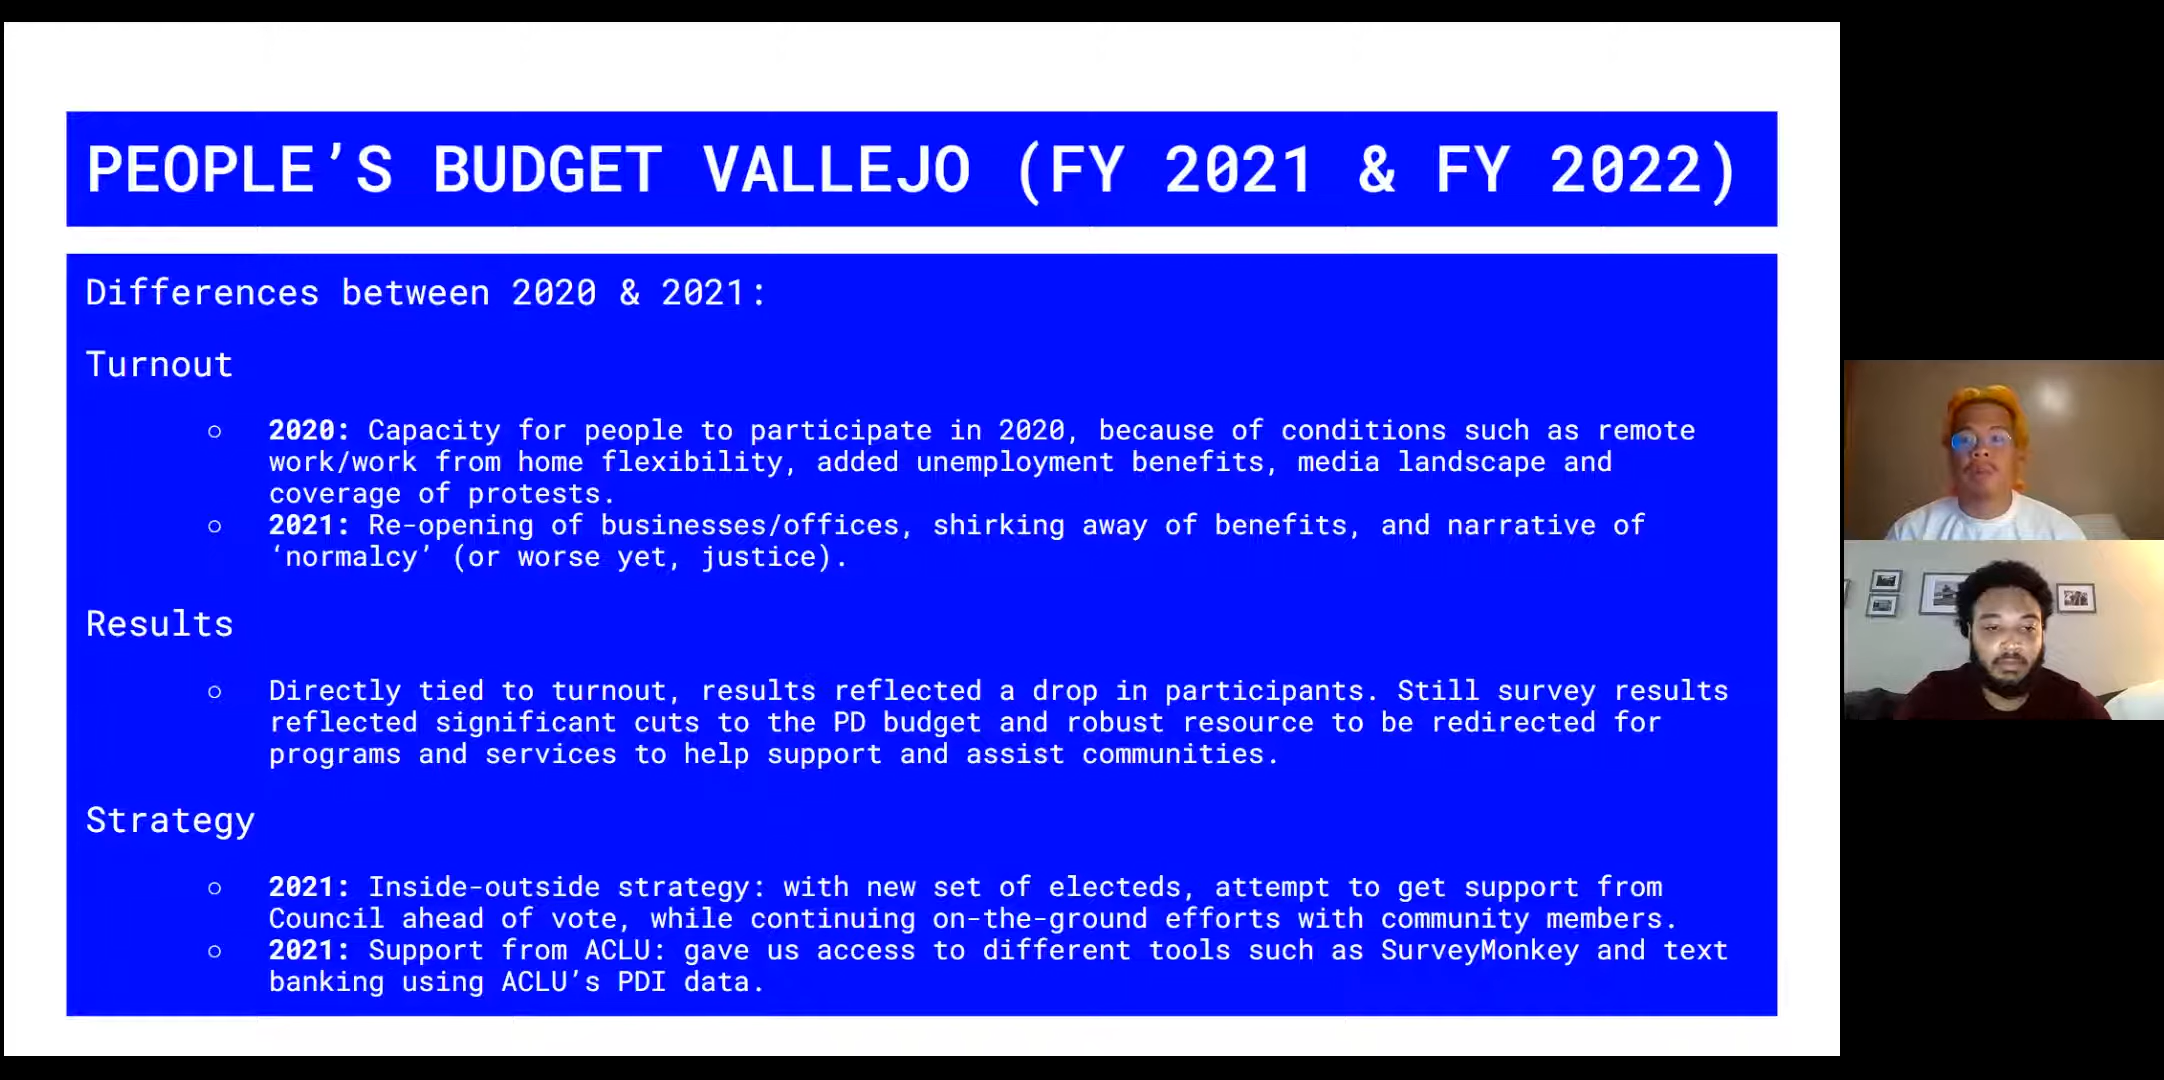 PEOPLE’S BUDGET VALLEJO (FY 2021 & FY 2022)
Differences between 2020 & 2021:
Turnout
○ 2020: Capacity for people to participate in 2020, because of conditions such as remote
work/work from home flexibility, added unemployment benefits, media landscape and
coverage of protests.
○ 2021: Re-opening of businesses/offices, shirking away of benefits, and narrative of
‘normalcy’ (or worse yet, justice).
Results
○ Directly tied to turnout, results reflected a drop in participants. Still survey results
reflected significant cuts to the PD budget and robust resource to be redirected for
programs and services to help support and assist communities.
Strategy
○ 2021: Inside-outside strategy: with new set of electeds, attempt to get support from
Council ahead of vote, while continuing on-the-ground efforts with community members.
○ 2021: Support from ACLU: gave us access to different tools such as SurveyMonkey and text
banking using ACLU’s PDI data.